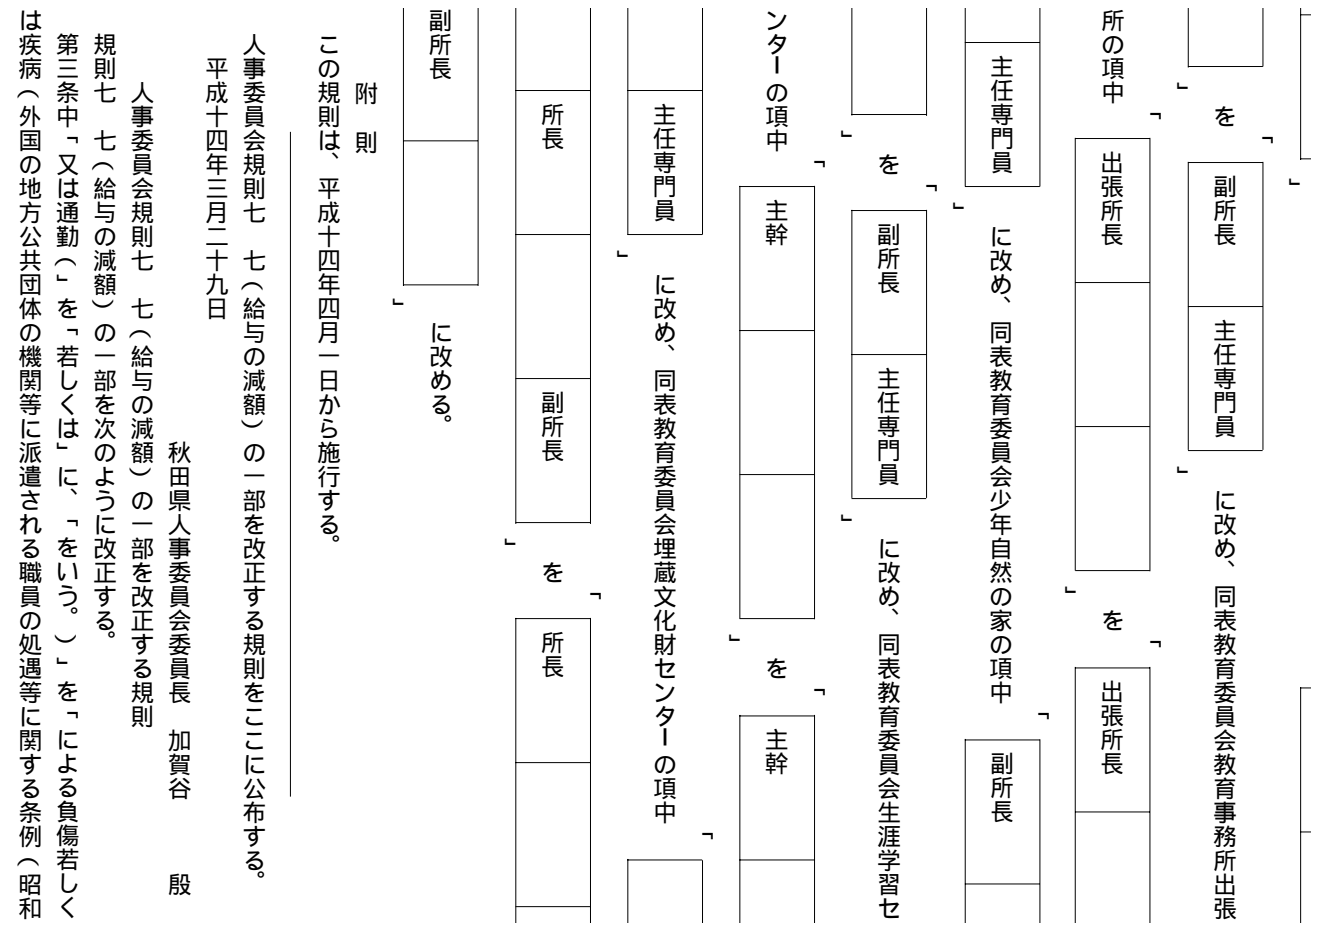 」
」を「副所長 主任専門員」に改め、同表教育委員会教育事務所出張
所の項中「出張所長」を「出張所長
主任専門員」に改め、同表教育委員会少年自然の家の項中「副所長
」を「副所長 主任専門員」に改め、同表教育委員会生涯学習セ
ンターの項中「主幹」を「主幹
主任専門員」に改め、同表教育委員会埋蔵文化財センターの項中「
所長 副所長」を「所長
副所長」に改める。
附 則
この規則は、平成十四年四月一日から施行する。
人事委員会規則七 七(給与の減額)の一部を改正する規則をここに公布する。
平成十四年三月二十九日
秋田県人事委員会委員長 加賀谷 殷
人事委員会規則七 七(給与の減額)の一部を改正する規則
規則七 七(給与の減額)の一部を次のように改正する。
第三条中「又は通勤(」を「若しくは」に、「をいう。)」を「による負傷若しく
は疾病(外国の地方公共団体の機関等に派遣される職員の処遇等に関する条例(昭和